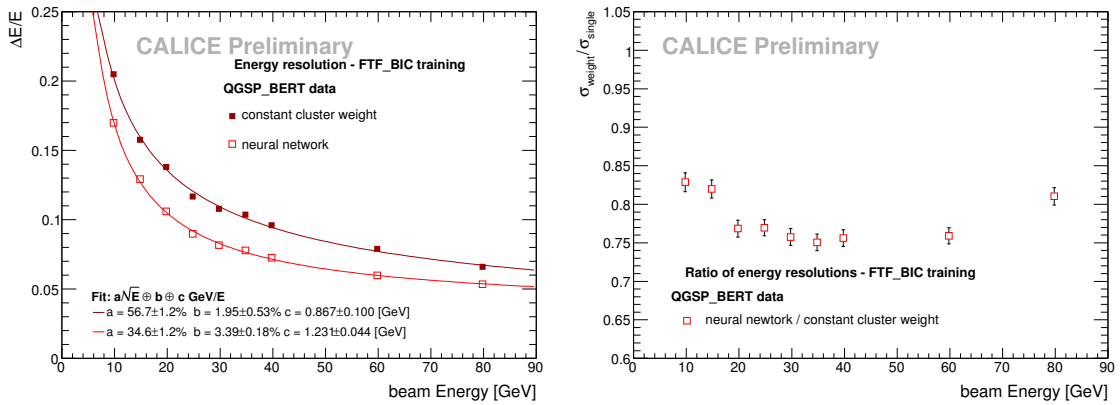 ΔE/E
0.25
0.2
0.15
0.1
0.05
0
CALICE Preliminary
Energy resolution - FTF_BIC training
QGSP_BERT data
constant cluster weight
neural network
Fit: a/√E ⊕ b ⊕ c GeV/E
a = 56.7±1.2% b = 1.95±0.53% c = 0.867±0.100 [GeV]
a = 34.6±1.2% b = 3.39±0.18% c = 1.231±0.044 [GeV]
0 10 20 30 40 50 60 70 80 90
beam Energy [GeV]
σweight/σsingle
1.05
1
0.95
0.9
0.85
0.8
0.75
0.7
0.65
0.6
CALICE Preliminary
Ratio of energy resolutions - FTF_BIC training
QGSP_BERT data
neural newtork / constant cluster weight
0 10 20 30 40 50 60 70 80 90
beam Energy [GeV]